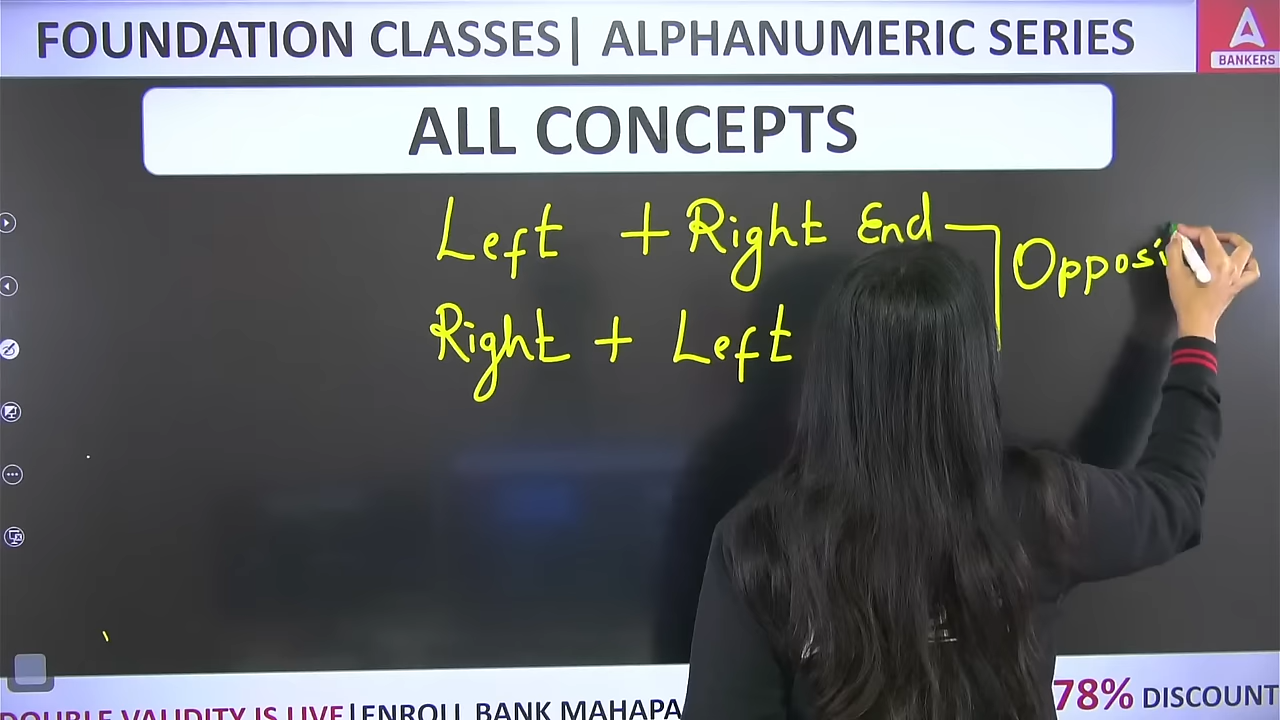 FOUNDATION CLASSES| ALPHANUMERIC SERIES
BANKERS
ALL CONCEPTS
Left + Right End
Opposi
Right + Left
DOUBLE VALIDITY IS LIVE|ENROLL BANK MAHAPA
78% DISCOUNT